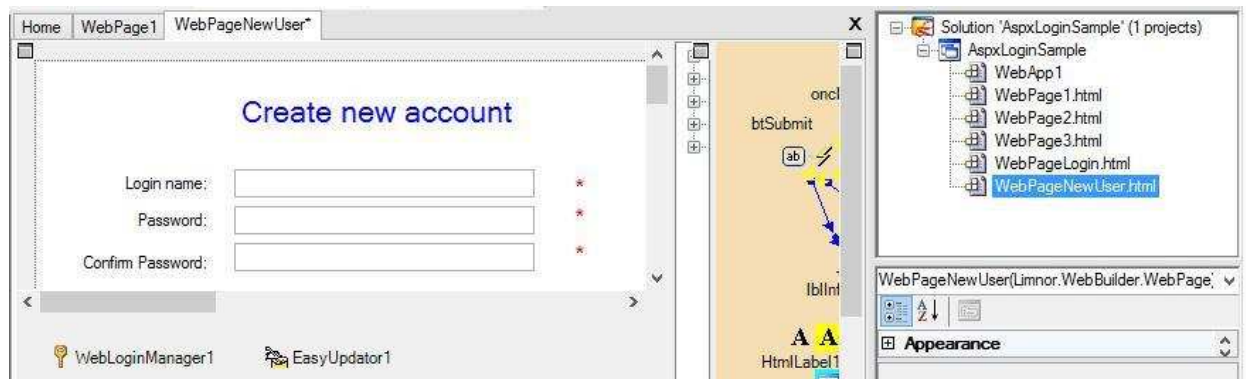 Home WebPage1 WebPageNewUser* X
Create new account
Login name: *
Password: *
Confirm Password: *
WebLoginManager1 EasyUpdator1
btSubmit
ab
A A
HtmlLabel1
Solution 'AspxLoginSample' (1 projects)
AspxLoginSample
WebApp1
WebPage1.html
WebPage2.html
WebPage3.html
WebPageLogin.html
WebPageNewUser.html
WebPageNewUser(Limnor.WebBuilder.WebPage)
Appearance